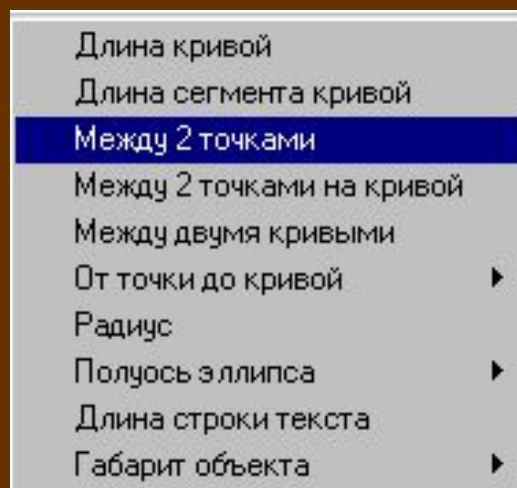 Длина кривой
Длина сегмента кривой
Между 2 точками
Между 2 точками на кривой
Между двумя кривыми
От точки до кривой
Радиус
Полуось эллипса
Длина строки текста
Габарит объекта